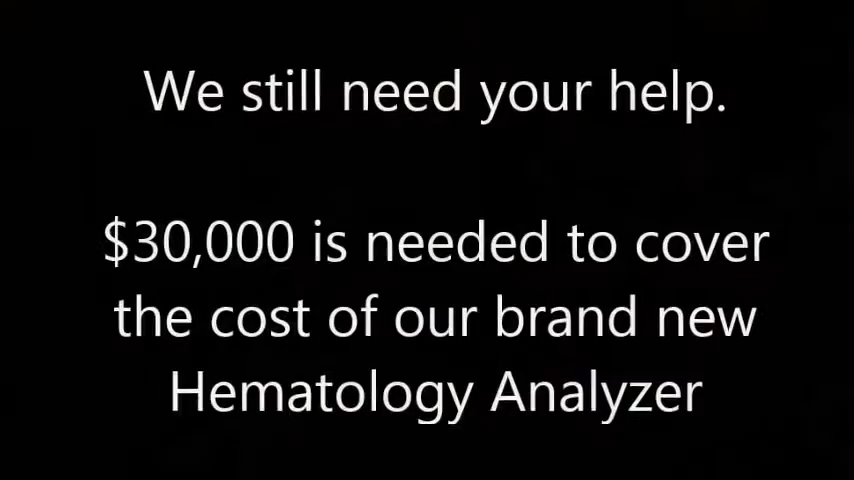 We still need your help.
$30,000 is needed to cover
the cost of our brand new
Hematology Analyzer